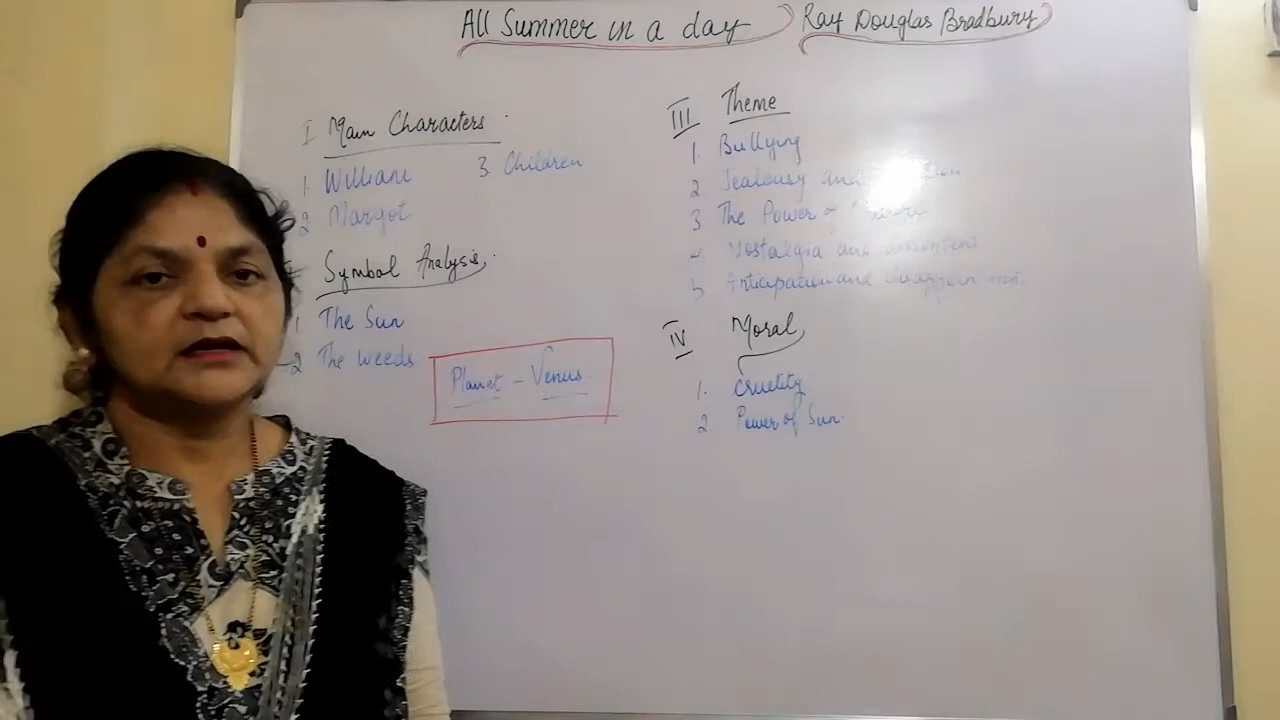 All Summer in a day Ray Douglas Bradbury
I Main Characters
1. William 3. Children
2 Margot
Symbol Analysis
1 The Sun
2 The Weeds
Planet - Venus
III Theme
1. Bullying
2 Jealousy and
3 The Power of
4 Nostalgia and
5 Anticipation and
IV Moral
1. Cruelity
2 Power of Sun